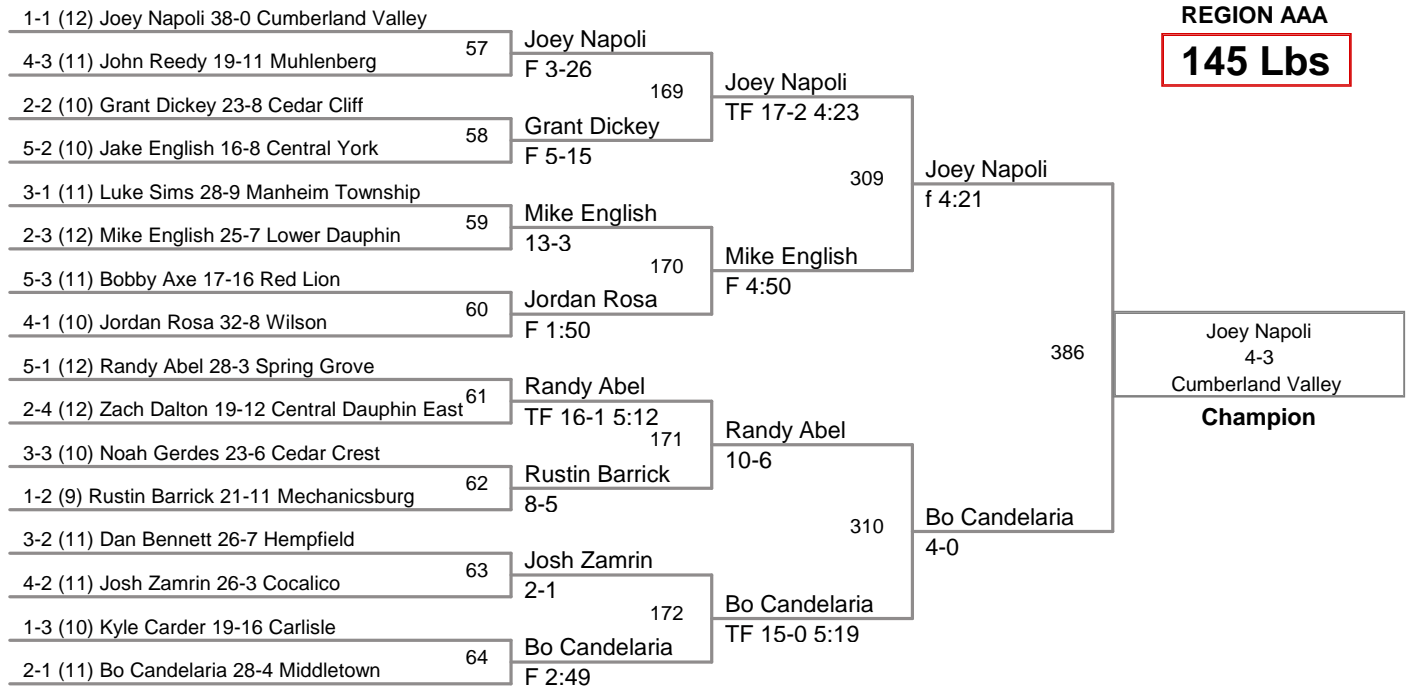 REGION AAA
145 Lbs
1-1 (12) Joey Napoli 38-0 Cumberland Valley
57
4-3 (11) John Reedy 19-11 Muhlenberg
2-2 (10) Grant Dickey 23-8 Cedar Cliff
58
5-2 (10) Jake English 16-8 Central York
3-1 (11) Luke Sims 28-9 Manheim Township
59
2-3 (12) Mike English 25-7 Lower Dauphin
5-3 (11) Bobby Axe 17-16 Red Lion
60
4-1 (10) Jordan Rosa 32-8 Wilson
5-1 (12) Randy Abel 28-3 Spring Grove
61
2-4 (12) Zach Dalton 19-12 Central Dauphin East
3-3 (10) Noah Gerdes 23-6 Cedar Crest
62
1-2 (9) Rustin Barrick 21-11 Mechanicsburg
3-2 (11) Dan Bennett 26-7 Hempfield
63
4-2 (11) Josh Zamrin 26-3 Cocalico
1-3 (10) Kyle Carder 19-16 Carlisle
64
2-1 (11) Bo Candelaria 28-4 Middletown
Joey Napoli
F 3-26
169
Grant Dickey
F 5-15
Mike English
13-3
170
Jordan Rosa
F 1:50
Randy Abel
TF 16-1 5:12
171
Rustin Barrick
8-5
Josh Zamrin
2-1
172
Bo Candelaria
F 2:49
Joey Napoli
TF 17-2 4:23
309
Mike English
F 4:50
Randy Abel
10-6
310
Bo Candelaria
TF 15-0 5:19
Joey Napoli
f 4:21
386
Bo Candelaria
4-0
Joey Napoli
4-3
Cumberland Valley
Champion